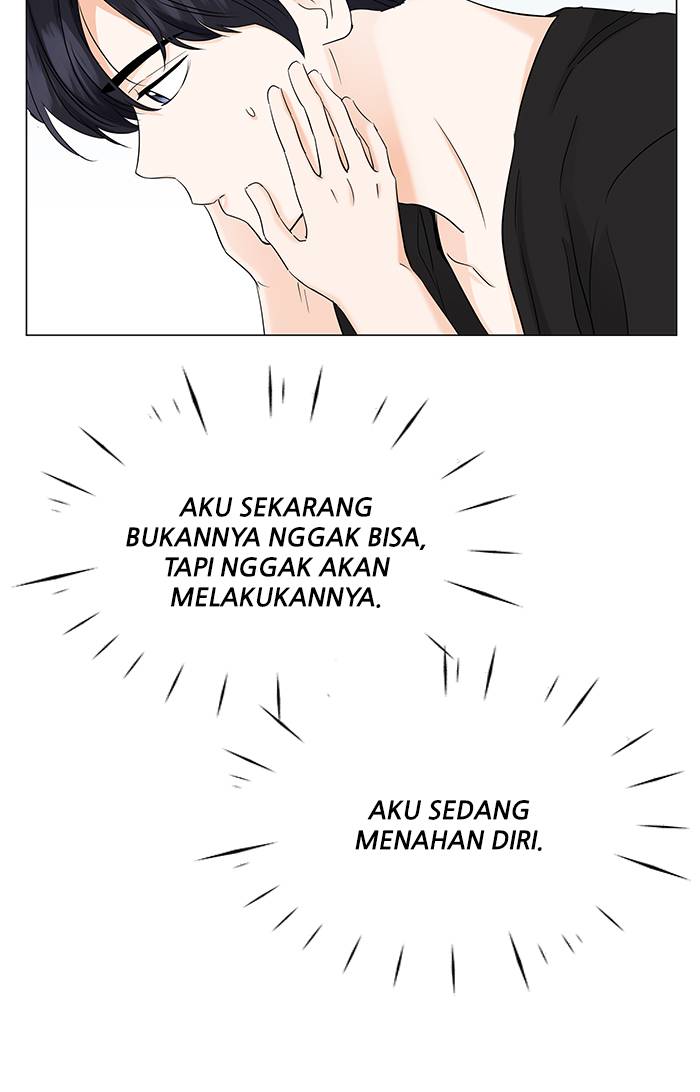 AKU SEKARANG
BUKANNYA NGGAK BISA,
TAPI NGGAK AKAN
MELAKUKANNYA.
AKU SEDANG
MENAHAN DIRI.